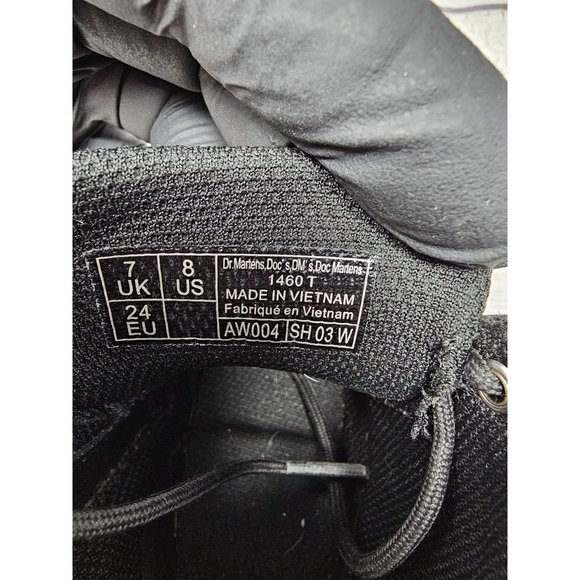 7 UK
8 US
24 EU
Dr.Martens,Doc's,DM's,Doc Martens
1460 T
MADE IN VIETNAM
Fabriqué en Vietnam
AW004 SH 03 W